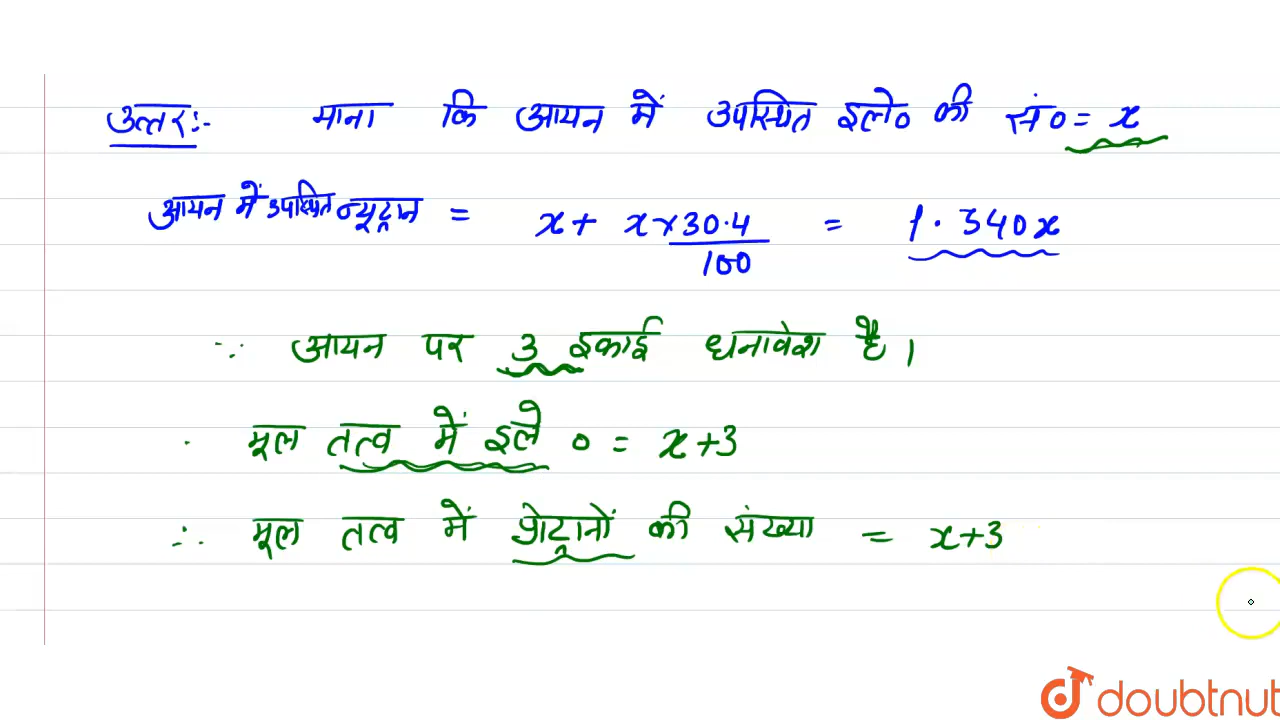 उत्तर:- माना कि आयन में उपस्थित इले० की सं० = x
आयन में उपस्थित न्यूट्रान = x + x×30.4/100 = 1.340x
∵ आयन पर 3 इकाई धनावेश है।
· मूल तत्व में इले० = x+3
∴ मूल तत्व में प्रोट्रानों की संख्या = x+3
doubtnut